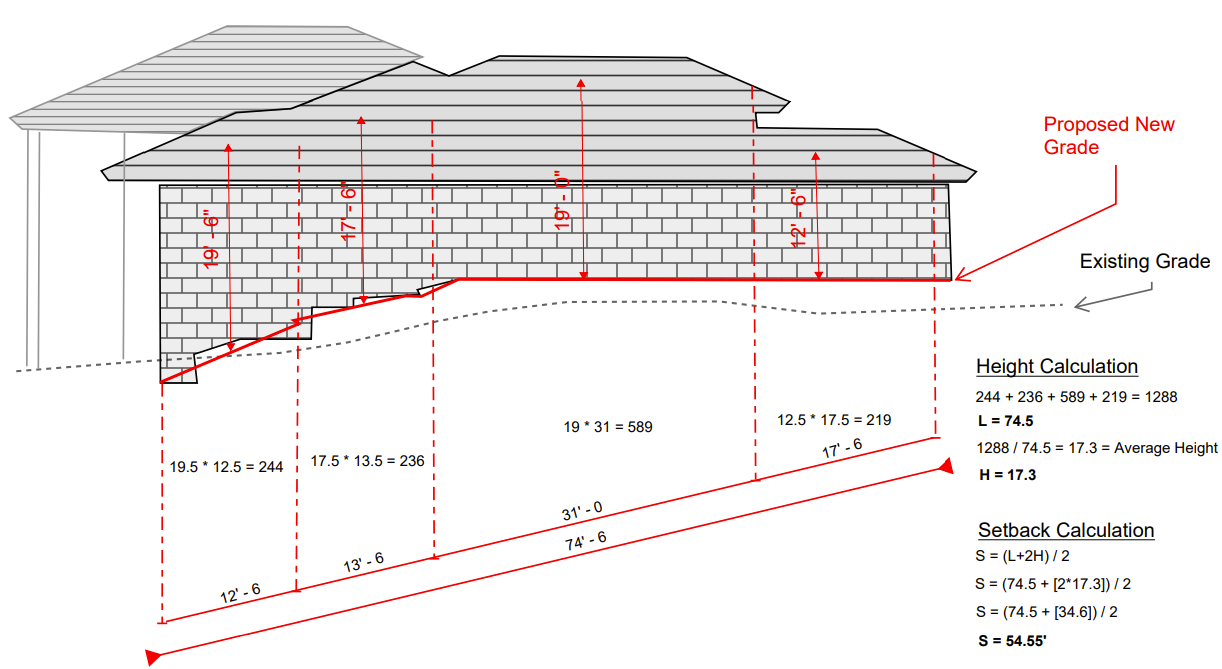 Proposed New
Grade
Existing Grade
19' - 6"
17' - 6"
19' - 0"
12' - 6"
19.5 * 12.5 = 244
17.5 * 13.5 = 236
19 * 31 = 589
12.5 * 17.5 = 219
12' - 6
13' - 6
31' - 0
17' - 6
74' - 6
Height Calculation
244 + 236 + 589 + 219 = 1288
L = 74.5
1288 / 74.5 = 17.3 = Average Height
H = 17.3
Setback Calculation
S = (L+2H) / 2
S = (74.5 + [2*17.3]) / 2
S = (74.5 + [34.6]) / 2
S = 54.55'